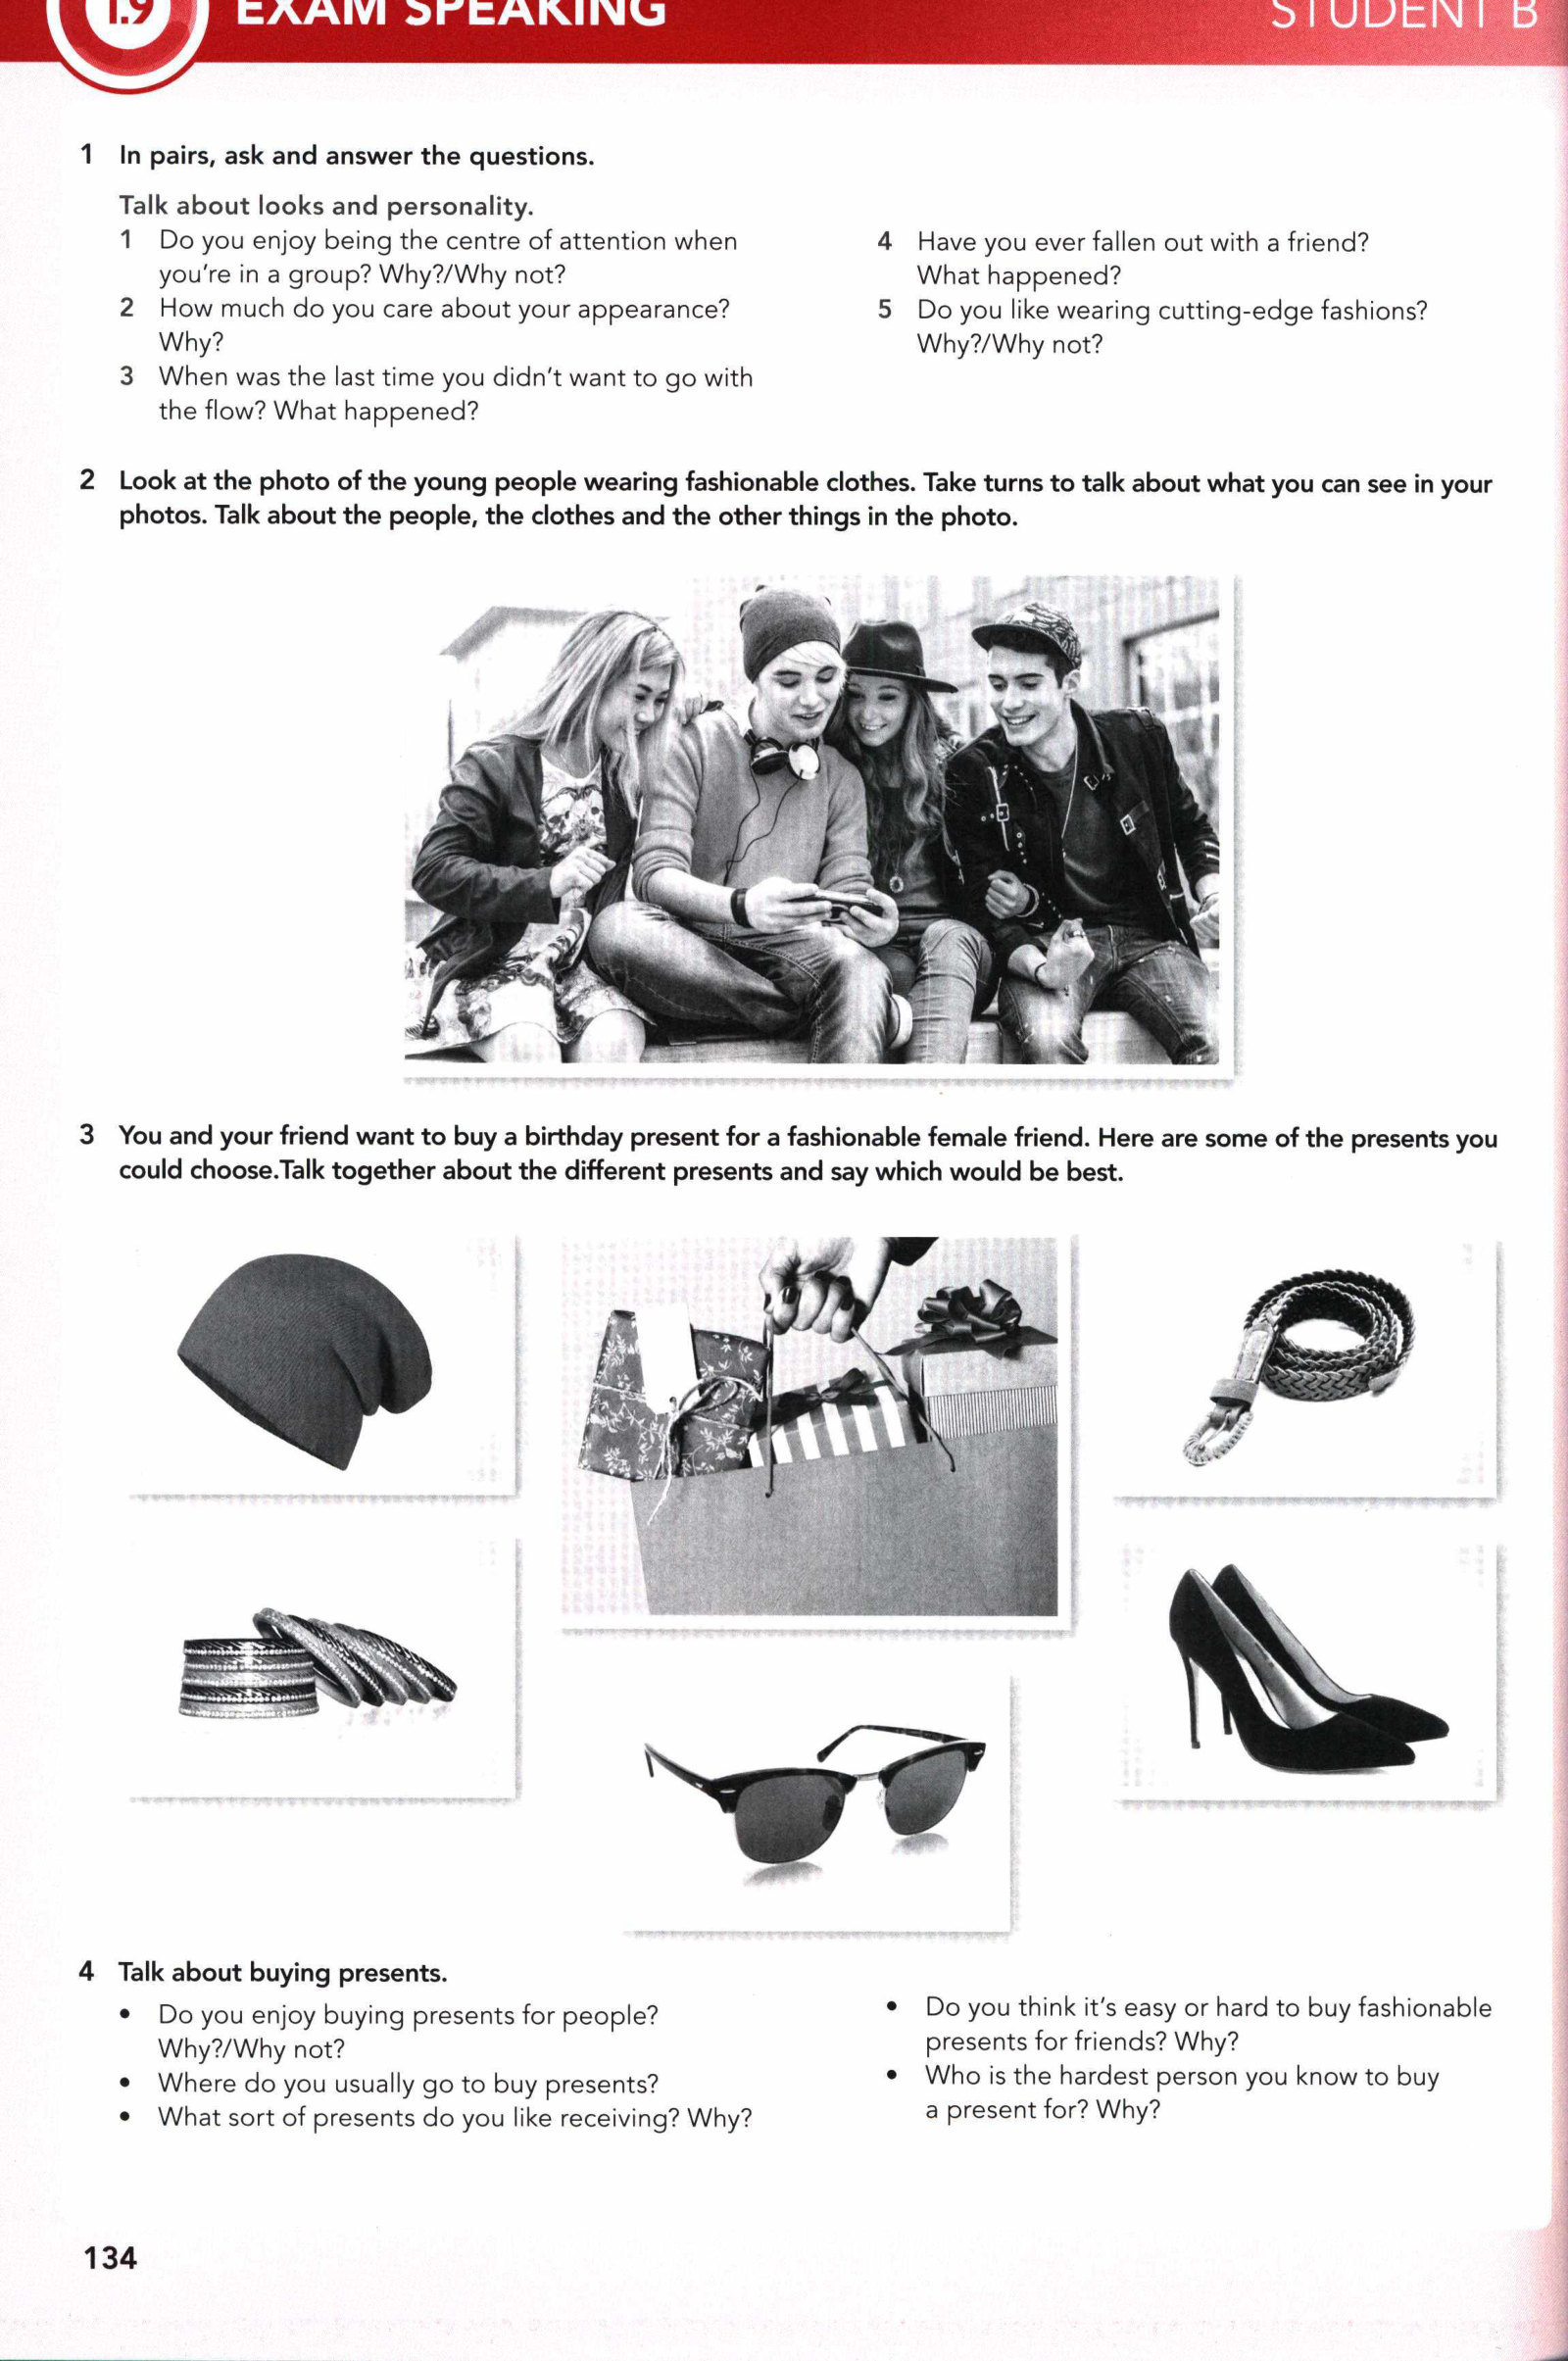 1.9 EXAM SPEAKING STUDENT B
1 In pairs, ask and answer the questions.
Talk about looks and personality.
1 Do you enjoy being the centre of attention when
you're in a group? Why?/Why not?
2 How much do you care about your appearance?
Why?
3 When was the last time you didn't want to go with
the flow? What happened?
4 Have you ever fallen out with a friend?
What happened?
5 Do you like wearing cutting-edge fashions?
Why?/Why not?
2 Look at the photo of the young people wearing fashionable clothes. Take turns to talk about what you can see in your
photos. Talk about the people, the clothes and the other things in the photo.
3 You and your friend want to buy a birthday present for a fashionable female friend. Here are some of the presents you
could choose.Talk together about the different presents and say which would be best.
4 Talk about buying presents.
• Do you enjoy buying presents for people?
Why?/Why not?
• Where do you usually go to buy presents?
• What sort of presents do you like receiving? Why?
• Do you think it's easy or hard to buy fashionable
presents for friends? Why?
• Who is the hardest person you know to buy
a present for? Why?
134